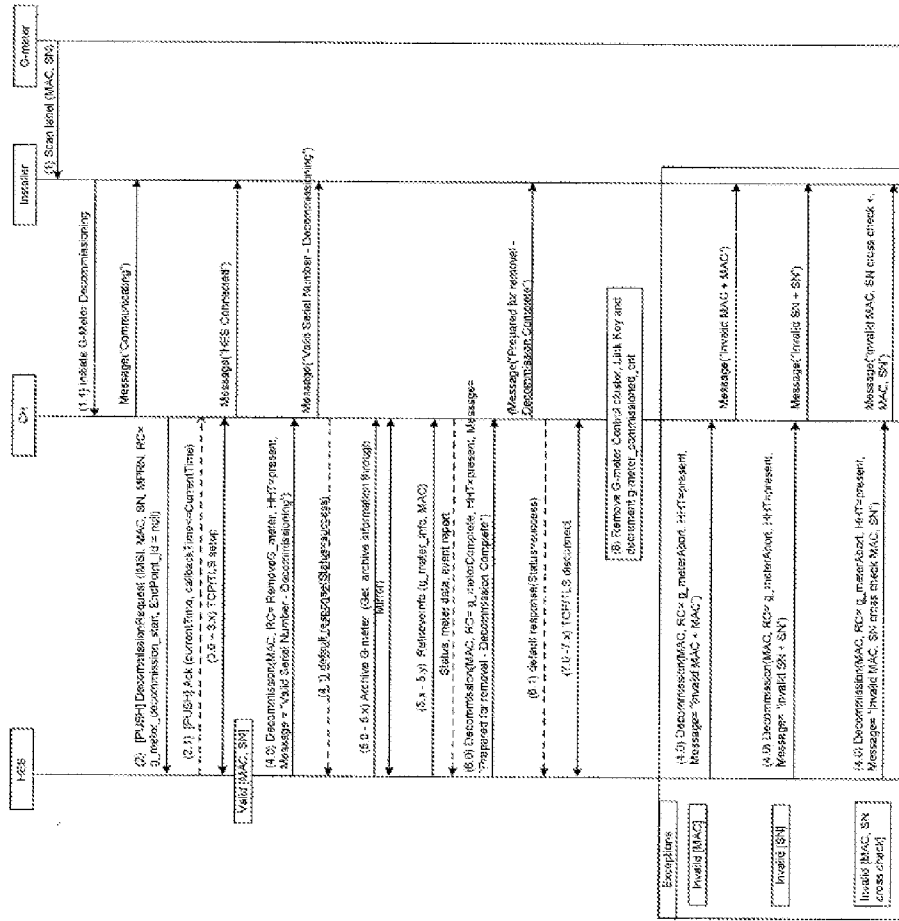 HES
CH
Installer
G-meter
(1) Scan label (MAC, SN)
(1.1) Initiate G-Meter Decommissioning
Message("Communicating")
(2) [PUSH] DecommissionRequest (IMSI, MAC, SN, MPRN, RC=
g_meter_decommission_start, EndPoint_id != null)
(2.1) [PUSH] Ack (currentTime, callbackTime<=CurrentTime)
(3.0 – 3.x) TCP/TLS setup
Message("HES Connected")
Valid [MAC, SN]
(4.0) Decommission(MAC, RC= RemoveG_meter, HHT=present,
Message = "Valid Serial Number - Decommissioning")
Message("Valid Serial Number - Decommissioning")
(4.1) default_response(Status=success)
(5.0 - 5.x) Archive G-meter (Get archive information through
MPRN)
(5.x - 5.y) RetrieveInfo (g_meter_info, MAC)
Status, meter data, event report
(6.0) Decommission(MAC, RC= g_meterComplete, HHT=present, Message=
"Prepared for removal - Decommission Complete")
(Message("Prepared for removal -
Decommission Complete")
(6.1) default response(Status=success)
(7.0 -7.x) TCP/TLS disconnect
(8) Remove G-meter Control cluster, Link Key and
decrement g-meter_commissioned_cnt
Exceptions
Invalid [MAC]
(4.0) Decommission(MAC, RC= g_meterAbort, HHT=present,
Message= "Invalid MAC + MAC")
Message("Invalid MAC + MAC")
Invalid [SN]
(4.0) Decommission(MAC, RC= g_meterAbort, HHT=present,
Message= "Invalid SN + SN")
Message("Invalid SN + SN")
Invalid [MAC, SN
cross check]
(4.0) Decommission(MAC, RC= g_meterAbort, HHT=present,
Message= "Invalid MAC, SN cross check MAC, SN")
Message("Invalid MAC, SN cross check +
MAC, SN")